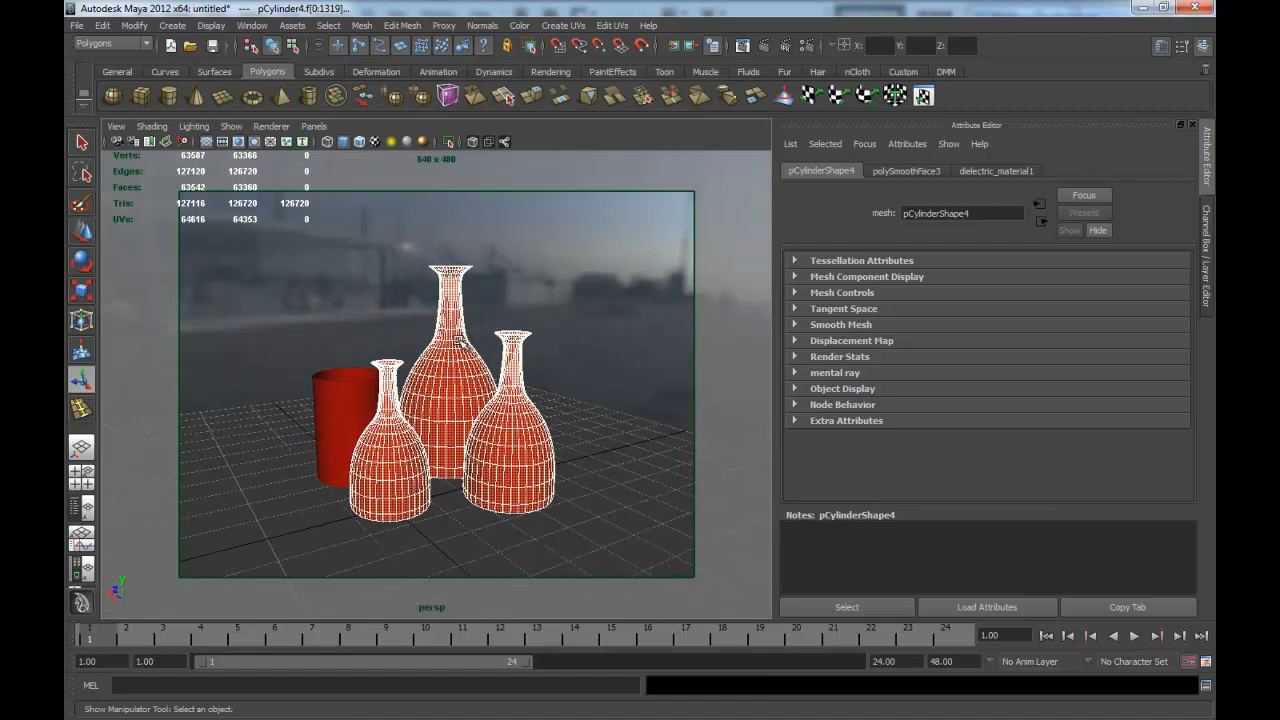 Autodesk Maya 2012 x64: untitled* --- pCylinder4.f[0:1319]...
File Edit Modify Create Display Window Assets Select Mesh Edit Mesh Proxy Normals Color Create UVs Edit UVs Help
Polygons X: Y: Z:
General Curves Surfaces Polygons Subdivs Deformation Animation Dynamics Rendering PaintEffects Toon Muscle Fluids Fur Hair nCloth Custom DMM
View Shading Lighting Show Renderer Panels
Attribute Editor
List Selected Focus Attributes Show Help
Verts: 63587 63366 0
Edges: 127120 126720 0
Faces: 63542 63360 0
Tris: 127116 126720 126720
UVs: 64616 64353 0
640 x 480
pCylinderShape4 polySmoothFace3 dielectric_material1
Focus
mesh: pCylinderShape4 Presets
Show Hide
Tessellation Attributes
Mesh Component Display
Mesh Controls
Tangent Space
Smooth Mesh
Displacement Map
Render Stats
mental ray
Object Display
Node Behavior
Extra Attributes
Notes: pCylinderShape4
Select Load Attributes Copy Tab
Attribute Editor
Channel Box / Layer Editor
y
z
persp
1 2 3 4 5 6 7 8 9 10 11 12 13 14 15 16 17 18 19 20 21 22 23 24
1 1.00
1.00 1.00 1 24 24.00 48.00 No Anim Layer No Character Set
MEL
Show Manipulator Tool: Select an object.